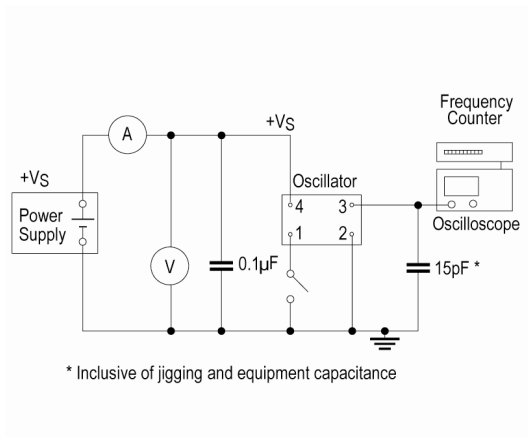 Frequency
Counter
+VS
A
+VS
Oscillator
Power
Supply
4
3
1
2
Oscilloscope
V
0.1µF
15pF *
* Inclusive of jigging and equipment capacitance